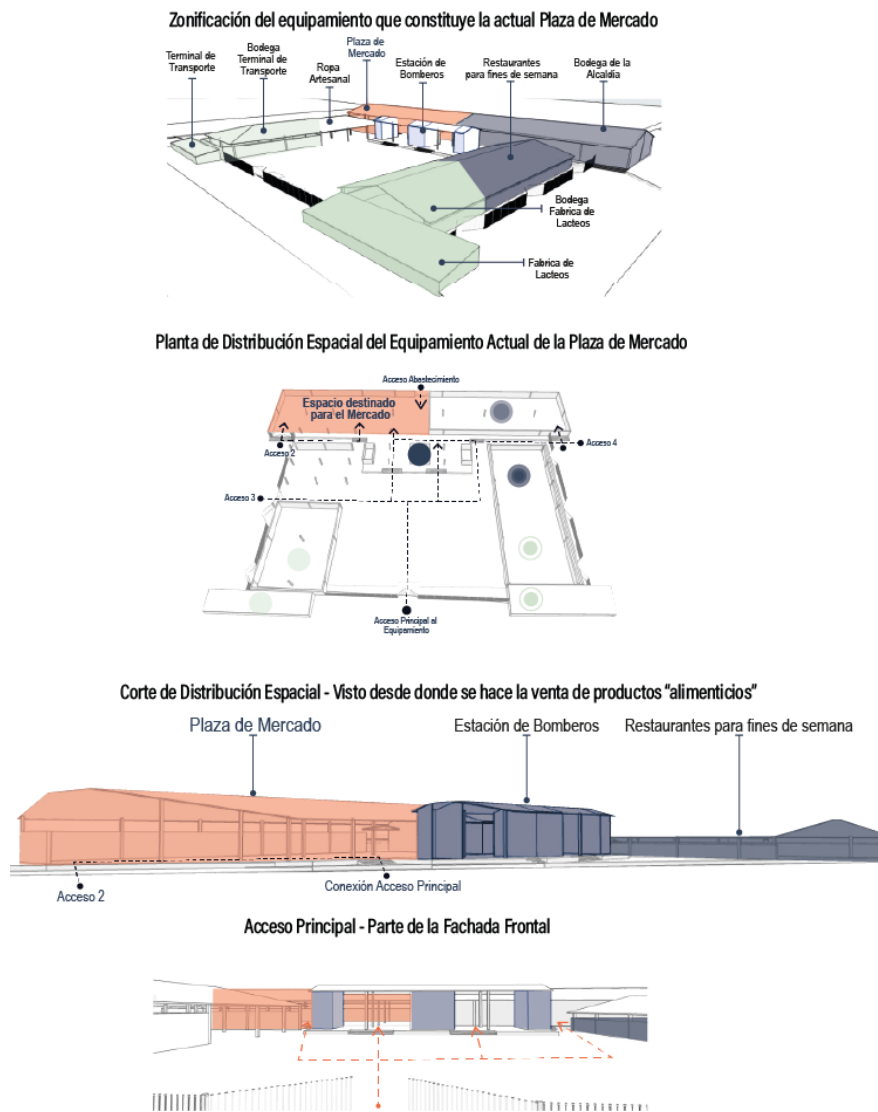 Zonificación del equipamiento que constituye la actual Plaza de Mercado
Terminal de
Transporte
Bodega
Terminal de
Transporte
Ropa
Artesanal
Plaza de
Mercado
Estación de
Bomberos
Restaurantes
para fines de semana
Bodega de la
Alcaldia
Bodega
Fabrica de
Lacteos
Fabrica de
Lacteos
Planta de Distribución Espacial del Equipamiento Actual de la Plaza de Mercado
Acceso Abastecimiento
Espacio destinado
para el Mercado
Acceso 2
Acceso 4
Acceso 3
Acceso Principal al
Equipamiento
Corte de Distribución Espacial - Visto desde donde se hace la venta de productos "alimenticios"
Plaza de Mercado
Estación de Bomberos
Restaurantes para fines de semana
Acceso 2
Conexión Acceso Principal
Acceso Principal - Parte de la Fachada Frontal